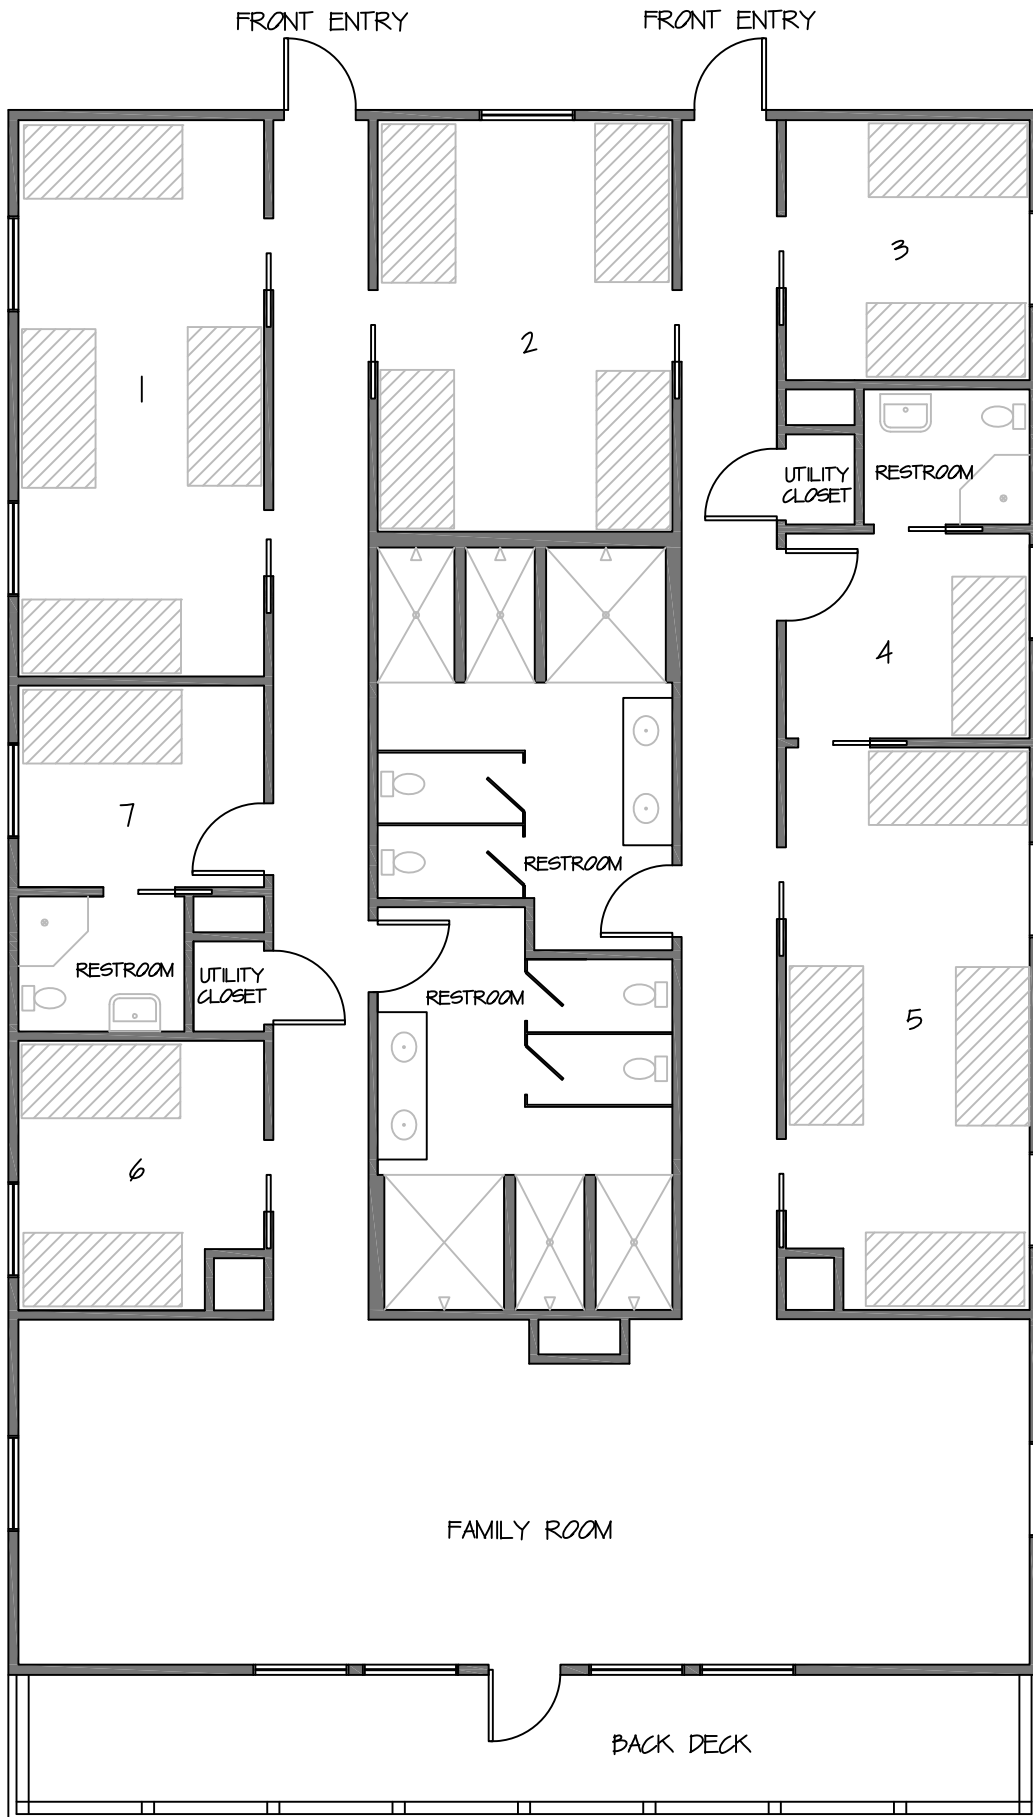 FRONT ENTRY
FRONT ENTRY
1
2
3
UTILITY
CLOSET
RESTROOM
4
7
RESTROOM
RESTROOM
UTILITY
CLOSET
RESTROOM
5
6
FAMILY ROOM
BACK DECK